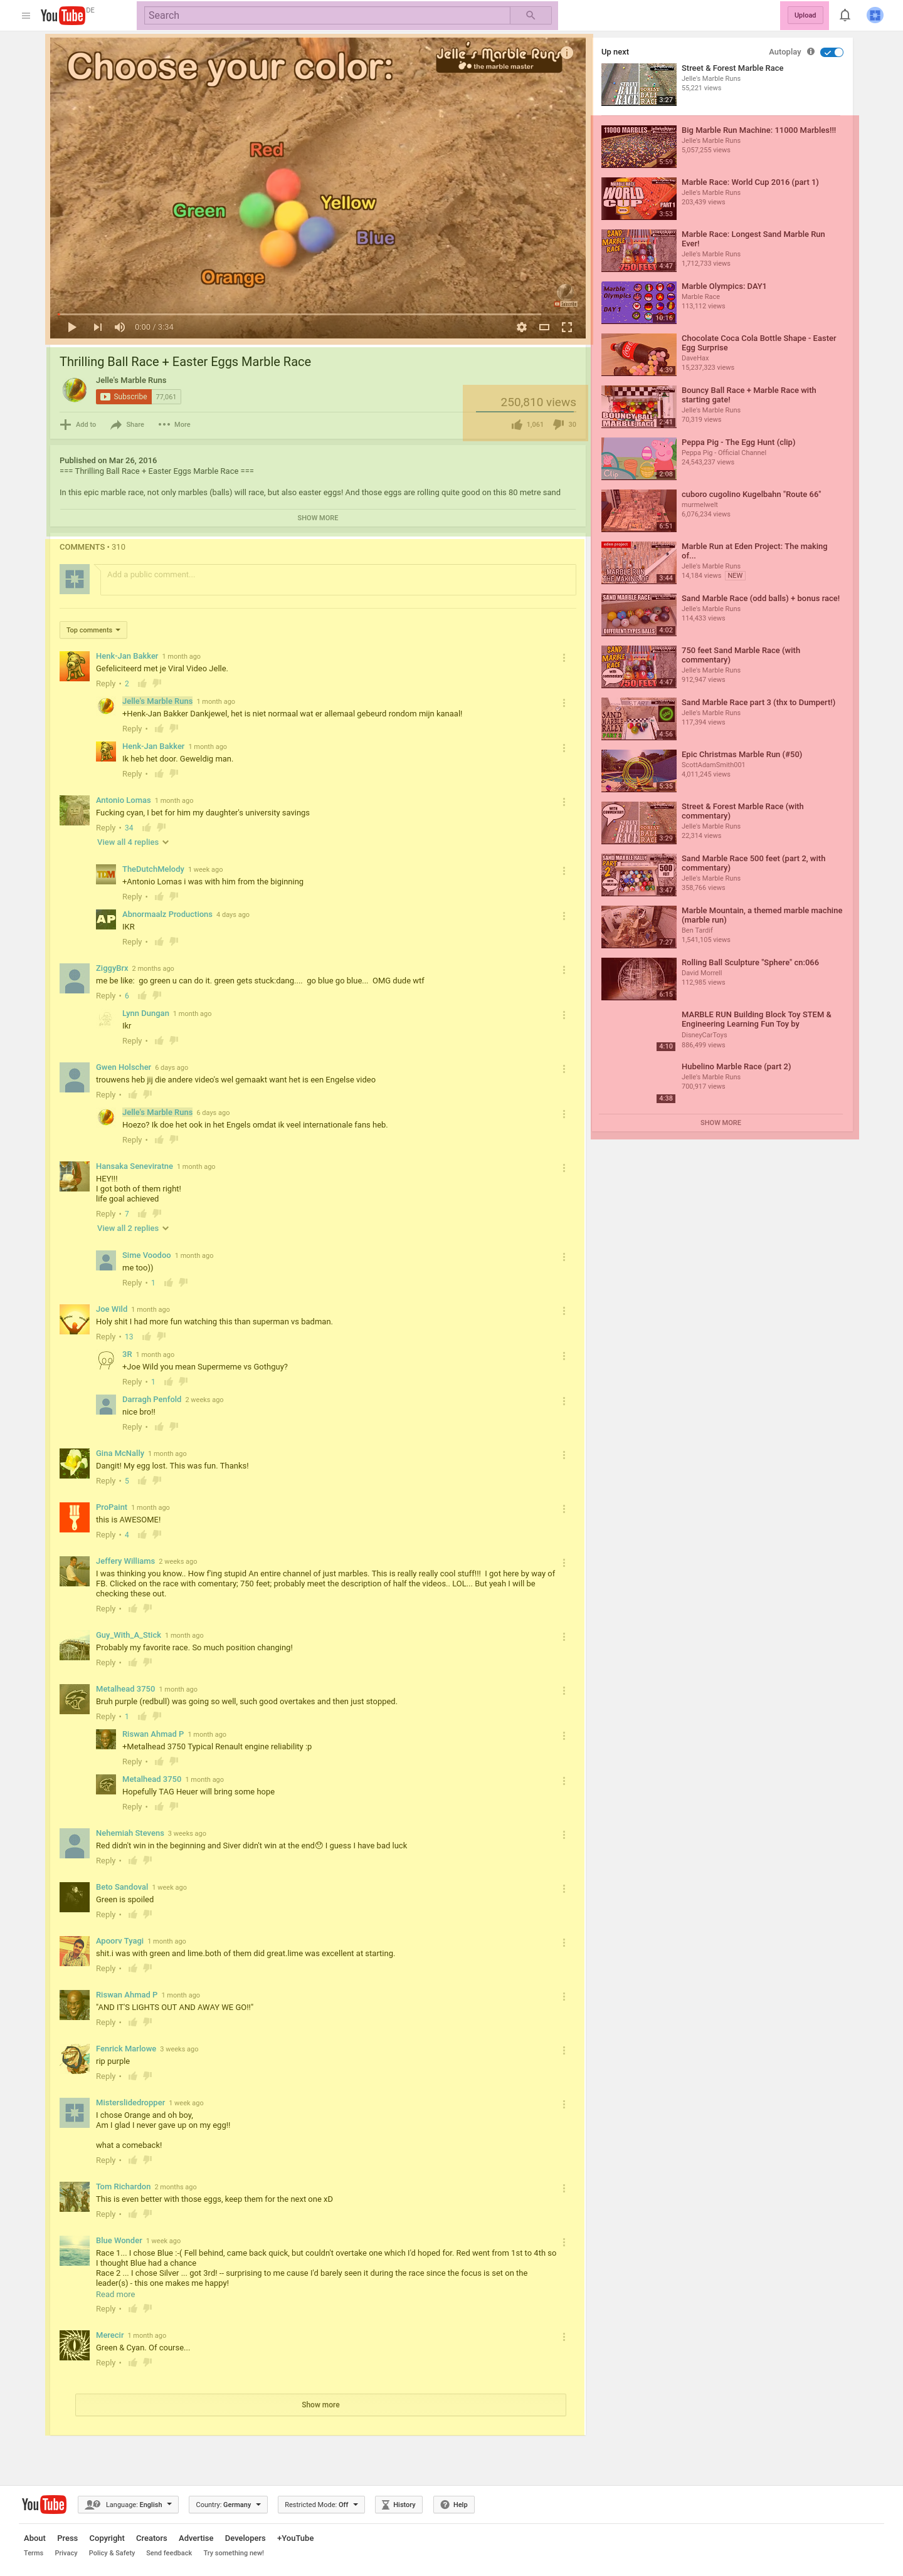 YouTube DE
Search
Upload
Choose your color:
Jelle's Marble Runs
the marble master
Red
Green
Yellow
Blue
Orange
0:00 / 3:34
Thrilling Ball Race + Easter Eggs Marble Race
Jelle's Marble Runs
Subscribe 77,061
250,810 views
Add to Share More
1,061 30
Published on Mar 26, 2016
=== Thrilling Ball Race + Easter Eggs Marble Race ===
In this epic marble race, not only marbles (balls) will race, but also easter eggs! And those eggs are rolling quite good on this 80 metre sand
SHOW MORE
COMMENTS • 310
Add a public comment...
Top comments
Henk-Jan Bakker 1 month ago
Gefeliciteerd met je Viral Video Jelle.
Reply • 2
Jelle's Marble Runs 1 month ago
+Henk-Jan Bakker Dankjewel, het is niet normaal wat er allemaal gebeurd rondom mijn kanaal!
Reply •
Henk-Jan Bakker 1 month ago
Ik heb het door. Geweldig man.
Reply •
Antonio Lomas 1 month ago
Fucking cyan, I bet for him my daughter's university savings
Reply • 34
View all 4 replies
TheDutchMelody 1 week ago
+Antonio Lomas i was with him from the biginning
Reply •
Abnormaalz Productions 4 days ago
IKR
Reply •
ZiggyBrx 2 months ago
me be like: go green u can do it. green gets stuck:dang.... go blue go blue... OMG dude wtf
Reply • 6
Lynn Dungan 1 month ago
Ikr
Reply •
Gwen Holscher 6 days ago
trouwens heb jij die andere video's wel gemaakt want het is een Engelse video
Reply •
Jelle's Marble Runs 6 days ago
Hoezo? Ik doe het ook in het Engels omdat ik veel internationale fans heb.
Reply •
Hansaka Seneviratne 1 month ago
HEY!!!
I got both of them right!
life goal achieved
Reply • 7
View all 2 replies
Sime Voodoo 1 month ago
me too))
Reply • 1
Joe Wild 1 month ago
Holy shit I had more fun watching this than superman vs badman.
Reply • 13
3R 1 month ago
+Joe Wild you mean Supermeme vs Gothguy?
Reply • 1
Darragh Penfold 2 weeks ago
nice bro!!
Reply •
Gina McNally 1 month ago
Dangit! My egg lost. This was fun. Thanks!
Reply • 5
ProPaint 1 month ago
this is AWESOME!
Reply • 4
Jeffery Williams 2 weeks ago
I was thinking you know.. How f'ing stupid An entire channel of just marbles. This is really really cool stuff!!! I got here by way of
FB. Clicked on the race with comentary; 750 feet; probably meet the description of half the videos.. LOL... But yeah I will be
checking these out.
Reply •
Guy_With_A_Stick 1 month ago
Probably my favorite race. So much position changing!
Reply •
Metalhead 3750 1 month ago
Bruh purple (redbull) was going so well, such good overtakes and then just stopped.
Reply • 1
Riswan Ahmad P 1 month ago
+Metalhead 3750 Typical Renault engine reliability :p
Reply •
Metalhead 3750 1 month ago
Hopefully TAG Heuer will bring some hope
Reply •
Nehemiah Stevens 3 weeks ago
Red didn't win in the beginning and Siver didn't win at the end I guess I have bad luck
Reply •
Beto Sandoval 1 week ago
Green is spoiled
Reply •
Apoorv Tyagi 1 month ago
shit.i was with green and lime.both of them did great.lime was excellent at starting.
Reply •
Riswan Ahmad P 1 month ago
"AND IT'S LIGHTS OUT AND AWAY WE GO!!"
Reply •
Fenrick Marlowe 3 weeks ago
rip purple
Reply •
Misterslidedropper 1 week ago
I chose Orange and oh boy,
Am I glad I never gave up on my egg!!
what a comeback!
Reply •
Tom Richardon 2 months ago
This is even better with those eggs, keep them for the next one xD
Reply •
Blue Wonder 1 week ago
Race 1... I chose Blue :-( Fell behind, came back quick, but couldn't overtake one which I'd hoped for. Red went from 1st to 4th so
I thought Blue had a chance
Race 2 ... I chose Silver ... got 3rd! -- surprising to me cause I'd barely seen it during the race since the focus is set on the
leader(s) - this one makes me happy!
Read more
Reply •
Merecir 1 month ago
Green & Cyan. Of course...
Reply •
Show more
Up next Autoplay
Street & Forest Marble Race
Jelle's Marble Runs
55,221 views
3:27
Big Marble Run Machine: 11000 Marbles!!!
Jelle's Marble Runs
5,057,255 views
11000 MARBLES
5:59
Marble Race: World Cup 2016 (part 1)
Jelle's Marble Runs
203,439 views
WORLD CUP PART 1
3:53
Marble Race: Longest Sand Marble Run
Ever!
Jelle's Marble Runs
1,712,733 views
SAND MARBLE RACE 750 FEET
4:47
Marble Olympics: DAY1
Marble Race
113,112 views
Marble Olympics DAY 1
10:16
Chocolate Coca Cola Bottle Shape - Easter
Egg Surprise
DaveHax
15,237,323 views
4:39
Bouncy Ball Race + Marble Race with
starting gate!
Jelle's Marble Runs
70,319 views
2:41
Peppa Pig - The Egg Hunt (clip)
Peppa Pig - Official Channel
24,543,237 views
Clip
2:08
cuboro cugolino Kugelbahn "Route 66"
murmelwelt
6,076,234 views
6:51
Marble Run at Eden Project: The making
of...
Jelle's Marble Runs
14,184 views NEW
3:44
Sand Marble Race (odd balls) + bonus race!
Jelle's Marble Runs
114,433 views
4:02
750 feet Sand Marble Race (with
commentary)
Jelle's Marble Runs
912,947 views
4:47
Sand Marble Race part 3 (thx to Dumpert!)
Jelle's Marble Runs
117,394 views
4:56
Epic Christmas Marble Run (#50)
ScottAdamSmith001
4,011,245 views
5:35
Street & Forest Marble Race (with
commentary)
Jelle's Marble Runs
22,314 views
3:29
Sand Marble Race 500 feet (part 2, with
commentary)
Jelle's Marble Runs
358,766 views
3:47
Marble Mountain, a themed marble machine
(marble run)
Ben Tardif
1,541,105 views
7:27
Rolling Ball Sculpture "Sphere" cn:066
David Morrell
112,985 views
6:15
MARBLE RUN Building Block Toy STEM &
Engineering Learning Fun Toy by
DisneyCarToys
886,499 views
4:10
Hubelino Marble Race (part 2)
Jelle's Marble Runs
700,917 views
4:38
SHOW MORE
YouTube
Language: English Country: Germany Restricted Mode: Off History Help
About Press Copyright Creators Advertise Developers +YouTube
Terms Privacy Policy & Safety Send feedback Try something new!